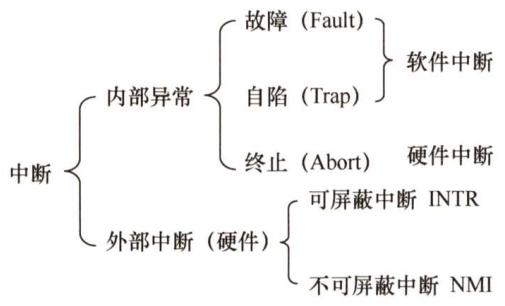 故障（Fault）
软件中断
内部异常
自陷（Trap）
终止（Abort）
硬件中断
中断
可屏蔽中断 INTR
外部中断（硬件）
不可屏蔽中断 NMI